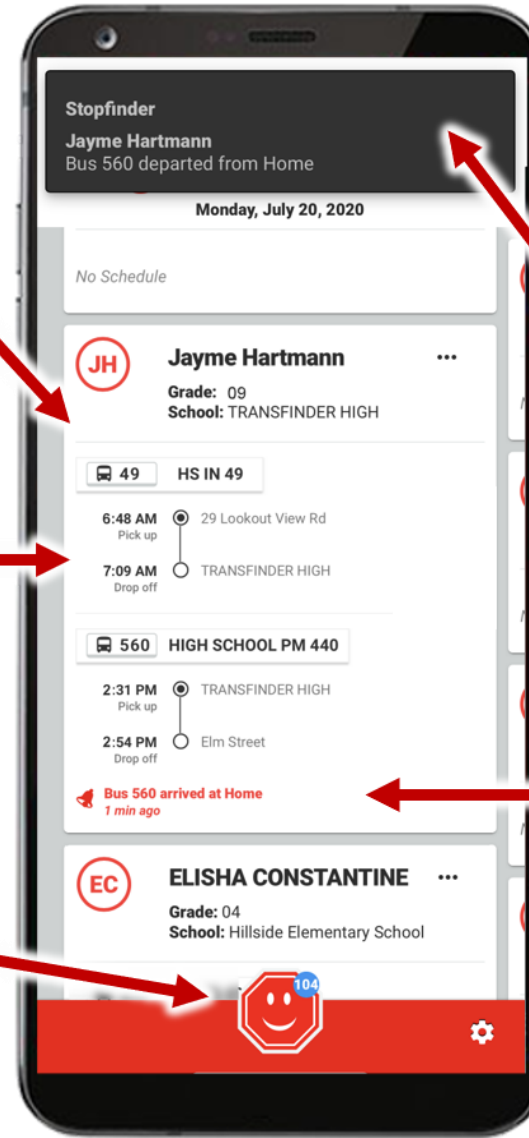 Stopfinder
Jayme Hartmann
Bus 560 departed from Home
Monday, July 20, 2020
No Schedule
JH
Jayme Hartmann
Grade: 09
School: TRANSFINDER HIGH
49 HS IN 49
6:48 AM 29 Lookout View Rd
Pick up
7:09 AM TRANSFINDER HIGH
Drop off
560 HIGH SCHOOL PM 440
2:31 PM TRANSFINDER HIGH
Pick up
2:54 PM Elm Street
Drop off
Bus 560 arrived at Home
1 min ago
EC
ELISHA CONSTANTINE
Grade: 04
School: Hillside Elementary School
104